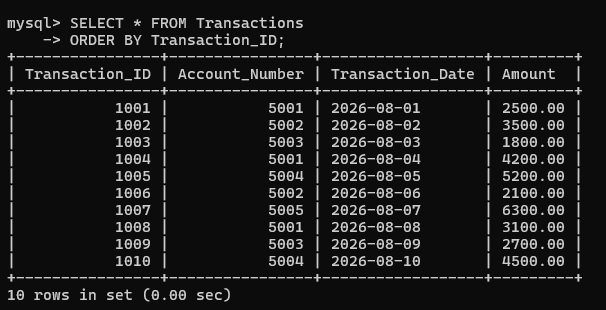 mysql> SELECT * FROM Transactions
    -> ORDER BY Transaction_ID;
+----------------+----------------+------------------+---------+
| Transaction_ID | Account_Number | Transaction_Date | Amount  |
+----------------+----------------+------------------+---------+
|           1001 |           5001 | 2026-08-01       | 2500.00 |
|           1002 |           5002 | 2026-08-02       | 3500.00 |
|           1003 |           5003 | 2026-08-03       | 1800.00 |
|           1004 |           5001 | 2026-08-04       | 4200.00 |
|           1005 |           5004 | 2026-08-05       | 5200.00 |
|           1006 |           5002 | 2026-08-06       | 2100.00 |
|           1007 |           5005 | 2026-08-07       | 6300.00 |
|           1008 |           5001 | 2026-08-08       | 3100.00 |
|           1009 |           5003 | 2026-08-09       | 2700.00 |
|           1010 |           5004 | 2026-08-10       | 4500.00 |
+----------------+----------------+------------------+---------+
10 rows in set (0.00 sec)